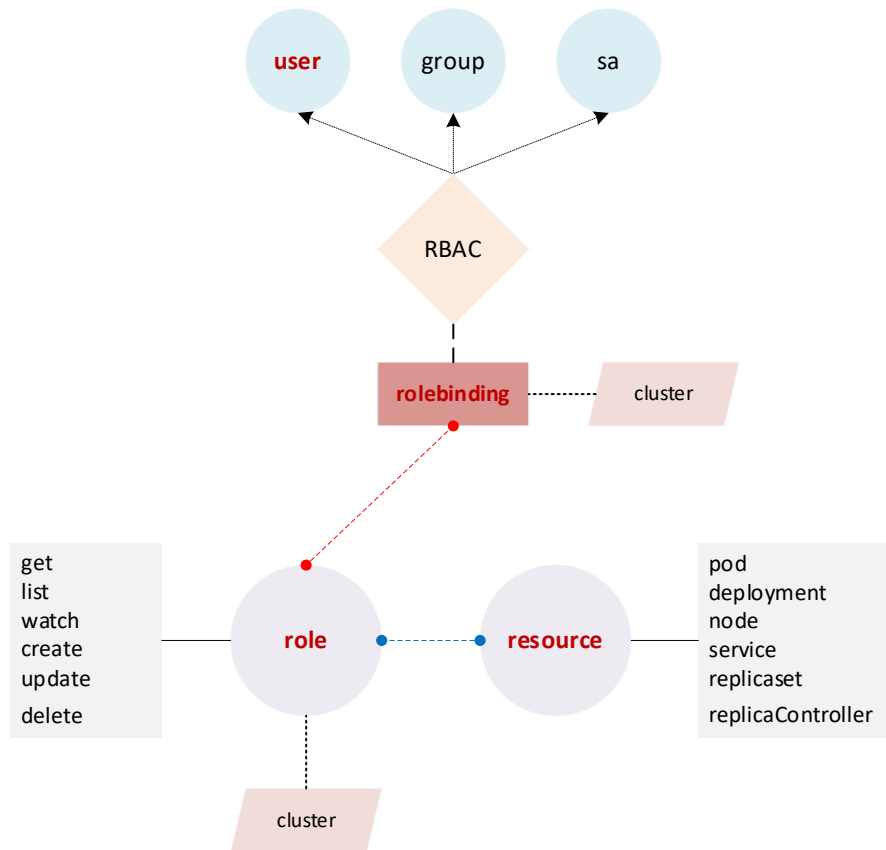 user
group
sa
RBAC
rolebinding
cluster
get
list
watch
create
update
delete
role
resource
pod
deployment
node
service
replicaset
replicaController
cluster